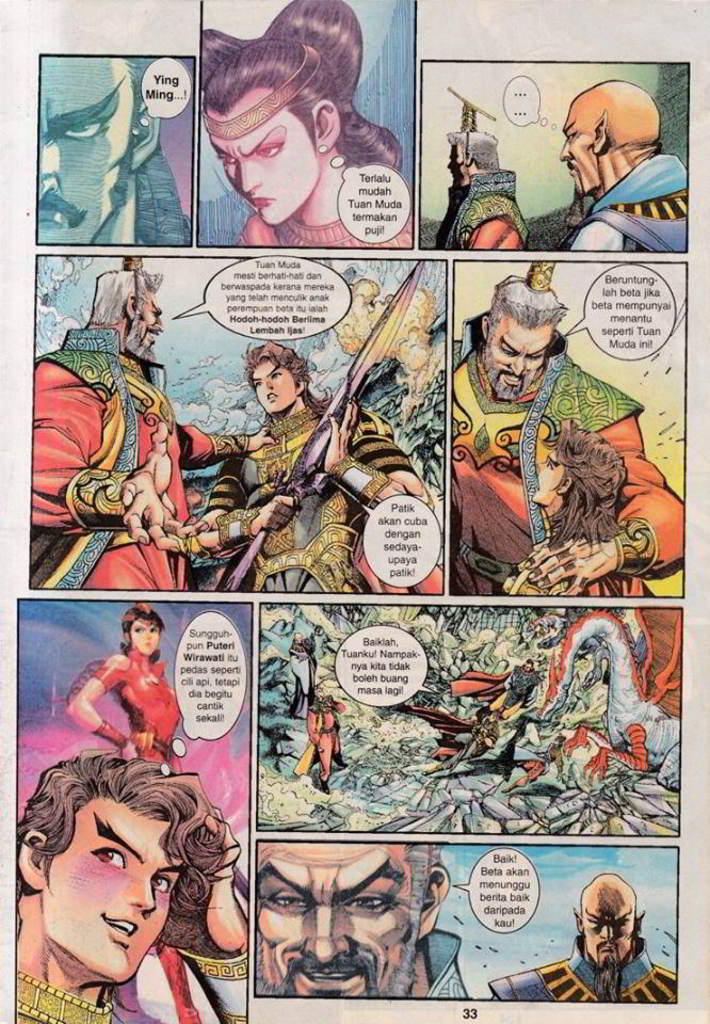 Ying
Ming...!
Terlalu
mudah
Tuan Muda
termakan
puji!
...
...
Tuan Muda
mesti berhati-hati dan
berwaspada kerana mereka
yang telah menculik anak
perempuan beta itu ialah
Hodoh-hodoh Berlima
Lembah Ijas!
Patik
akan cuba
dengan
sedaya-
upaya
patik!
Beruntung-
lah beta jika
beta mempunyai
menantu
seperti Tuan
Muda ini!
Sungguh-
pun Puteri
Wirawati itu
pedas seperti
cili api, tetapi
dia begitu
cantik
sekali!
Baiklah,
Tuanku! Nampak-
nya kita tidak
boleh buang
masa lagi!
Baik!
Beta akan
menunggu
berita baik
daripada
kau!
33